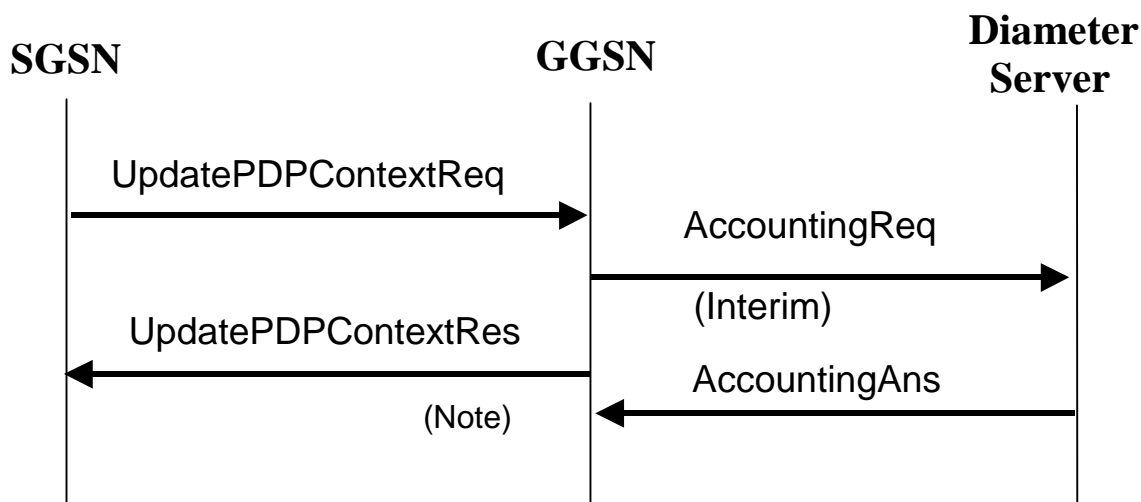 SGSN
GGSN
Diameter
Server
UpdatePDPContextReq
AccountingReq
(Interim)
UpdatePDPContextRes
AccountingAns
(Note)